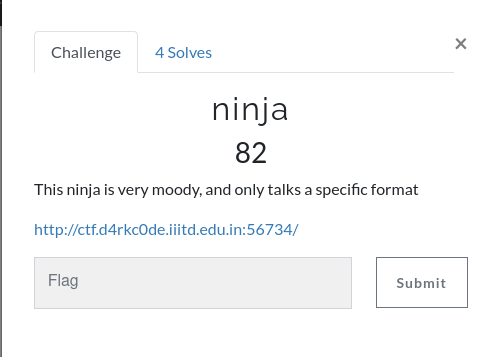 Challenge
4 Solves
×
ninja
82
This ninja is very moody, and only talks a specific format
http://ctf.d4rkc0de.iiitd.edu.in:56734/
Flag
Submit